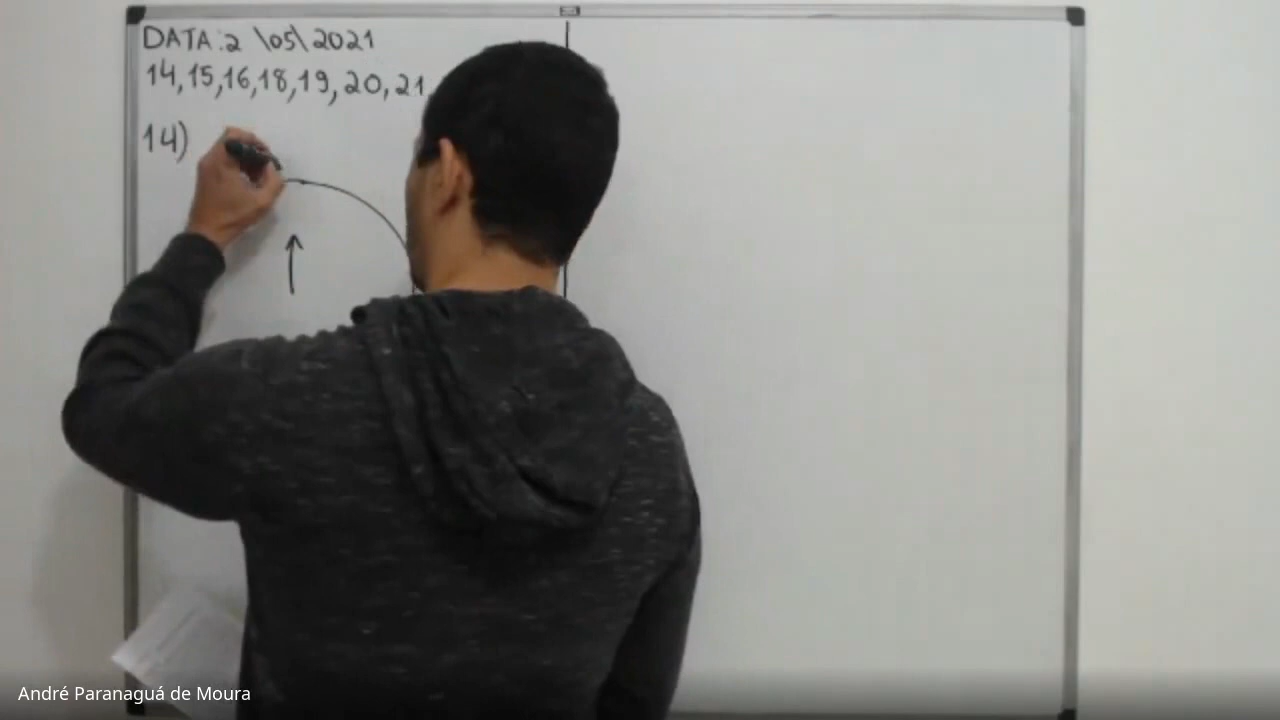 DATA:2 \05\2021
14,15,16,18,19,20,21
14)
André Paranaguá de Moura